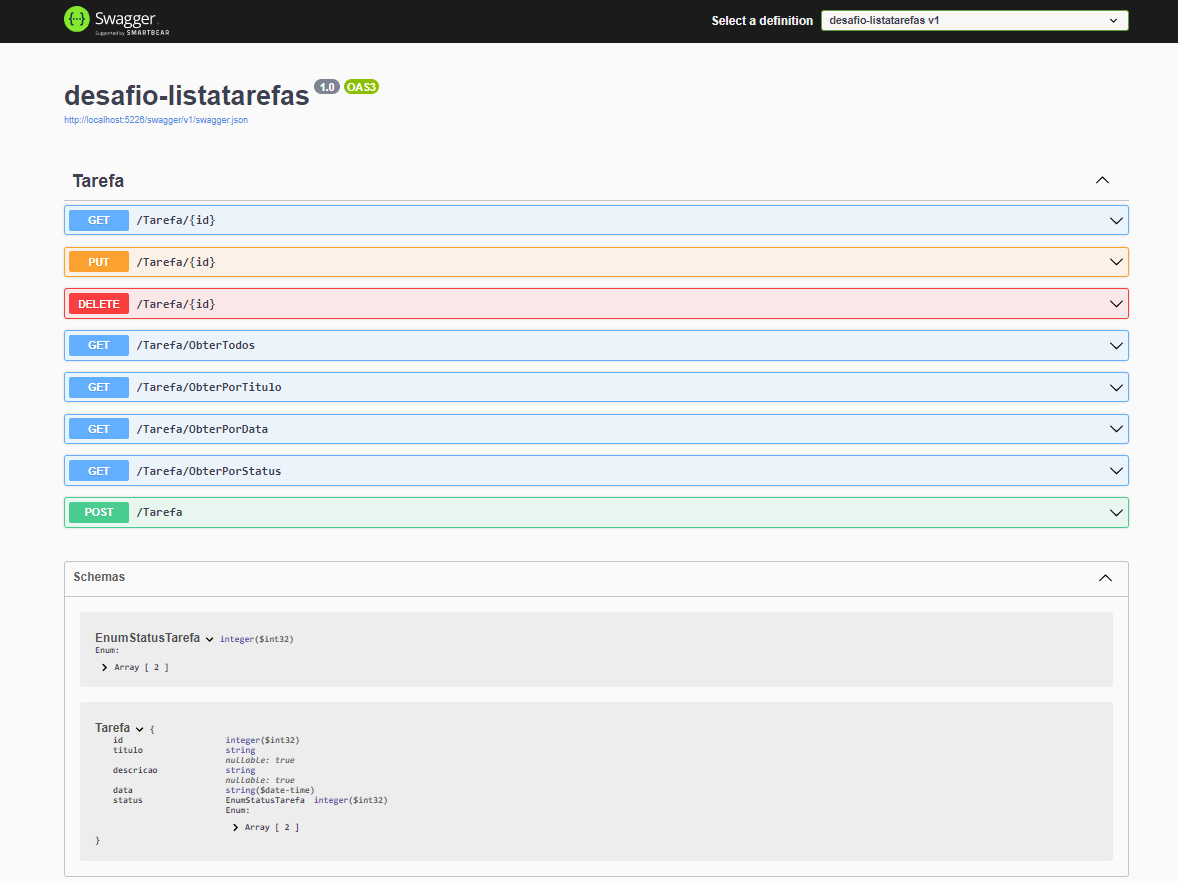 Swagger.
Supported by SMARTBEAR
Select a definition
desafio-listatarefas v1
desafio-listatarefas 1.0 OAS3
http://localhost:5226/swagger/v1/swagger.json
Tarefa
GET /Tarefa/{id}
PUT /Tarefa/{id}
DELETE /Tarefa/{id}
GET /Tarefa/ObterTodos
GET /Tarefa/ObterPorTitulo
GET /Tarefa/ObterPorData
GET /Tarefa/ObterPorStatus
POST /Tarefa
Schemas
EnumStatusTarefa integer($int32)
Enum:
Array [ 2 ]
Tarefa {
id integer($int32)
titulo string
nullable: true
descricao string
nullable: true
data string($date-time)
status EnumStatusTarefa integer($int32)
Enum:
Array [ 2 ]
}